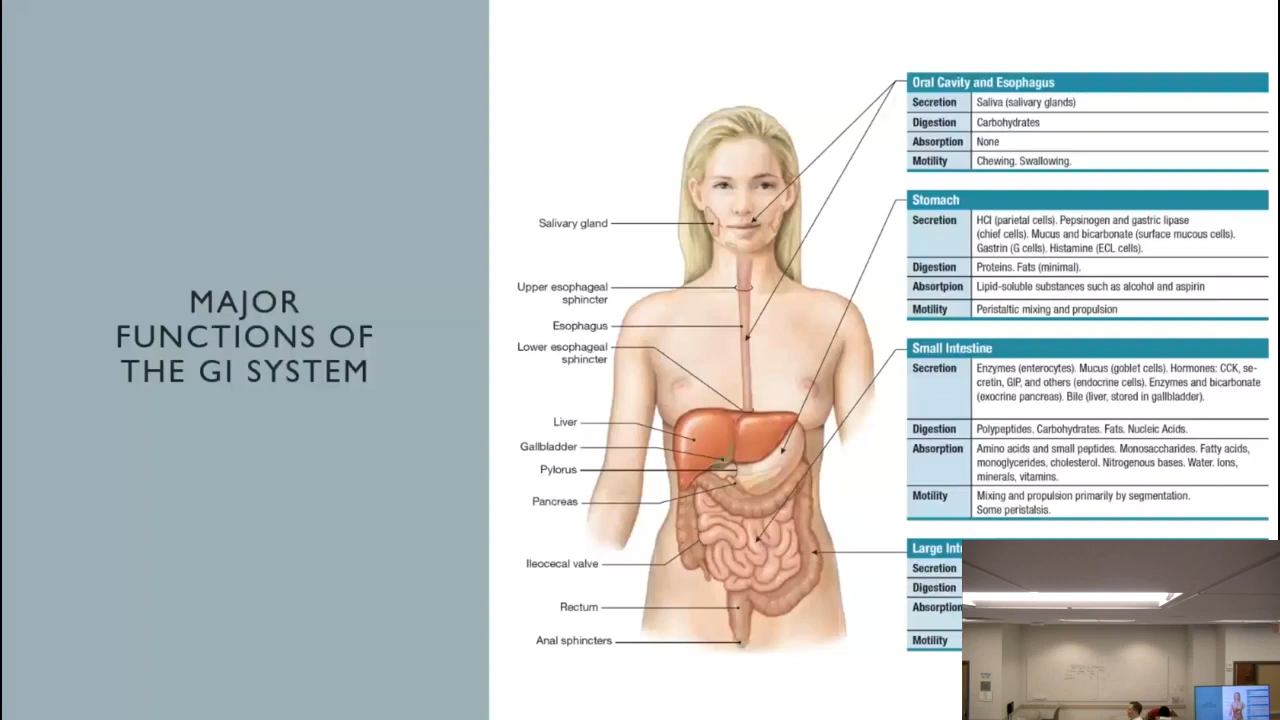 MAJOR
FUNCTIONS OF
THE GI SYSTEM
Salivary gland
Upper esophageal
sphincter
Esophagus
Lower esophageal
sphincter
Liver
Gallbladder
Pylorus
Pancreas
Ileocecal valve
Rectum
Anal sphincters
Oral Cavity and Esophagus
Secretion Saliva (salivary glands)
Digestion Carbohydrates
Absorption None
Motility Chewing. Swallowing.
Stomach
Secretion HCl (parietal cells). Pepsinogen and gastric lipase
(chief cells). Mucus and bicarbonate (surface mucous cells).
Gastrin (G cells). Histamine (ECL cells).
Digestion Proteins. Fats (minimal).
Absortpion Lipid-soluble substances such as alcohol and aspirin
Motility Peristaltic mixing and propulsion
Small Intestine
Secretion Enzymes (enterocytes). Mucus (goblet cells). Hormones: CCK, se-
cretin, GIP, and others (endocrine cells). Enzymes and bicarbonate
(exocrine pancreas). Bile (liver, stored in gallbladder).
Digestion Polypeptides. Carbohydrates. Fats. Nucleic Acids.
Absorption Amino acids and small peptides. Monosaccharides. Fatty acids,
monoglycerides, cholesterol. Nitrogenous bases. Water. Ions,
minerals, vitamins.
Motility Mixing and propulsion primarily by segmentation.
Some peristalsis.
Large Int
Secretion
Digestion
Absorption
Motility